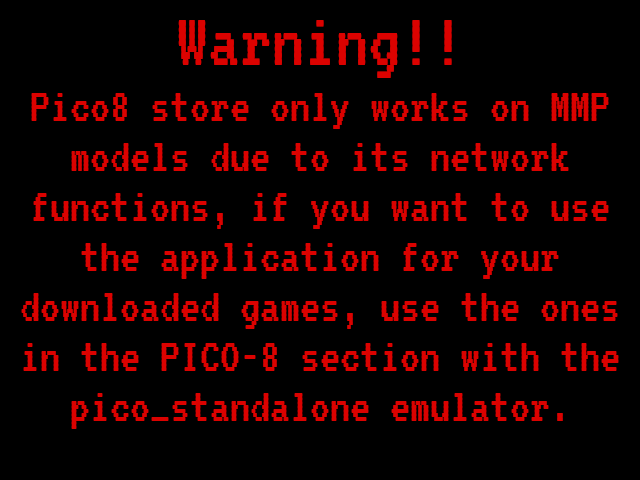 Warning!!
Pico8 store only works on MMP
models due to its network
functions, if you want to use
the application for your
downloaded games, use the ones
in the PICO-8 section with the
pico_standalone emulator.